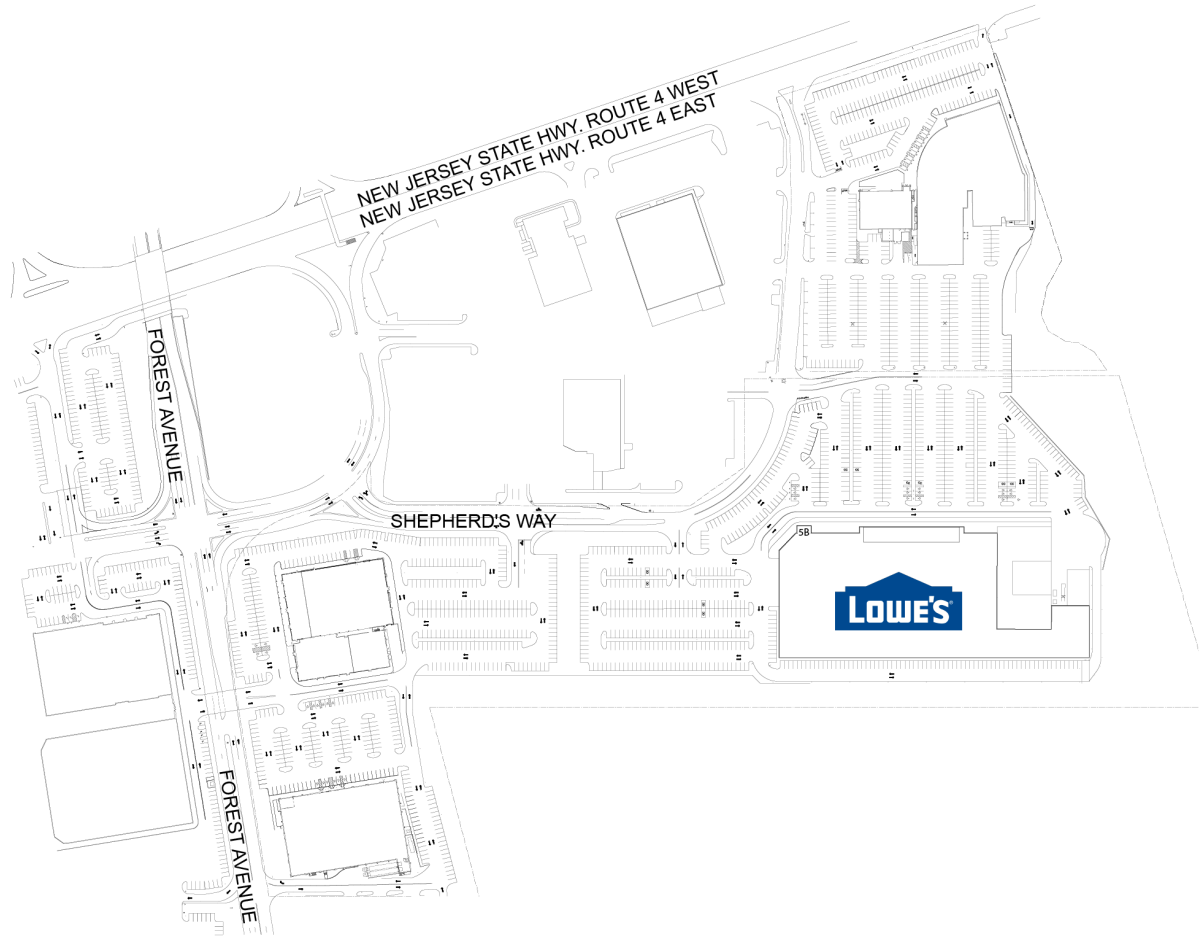 NEW JERSEY STATE HWY. ROUTE 4 WEST
NEW JERSEY STATE HWY. ROUTE 4 EAST
FOREST AVENUE
SHEPHERD'S WAY
5B
LOWE'S
FOREST AVENUE